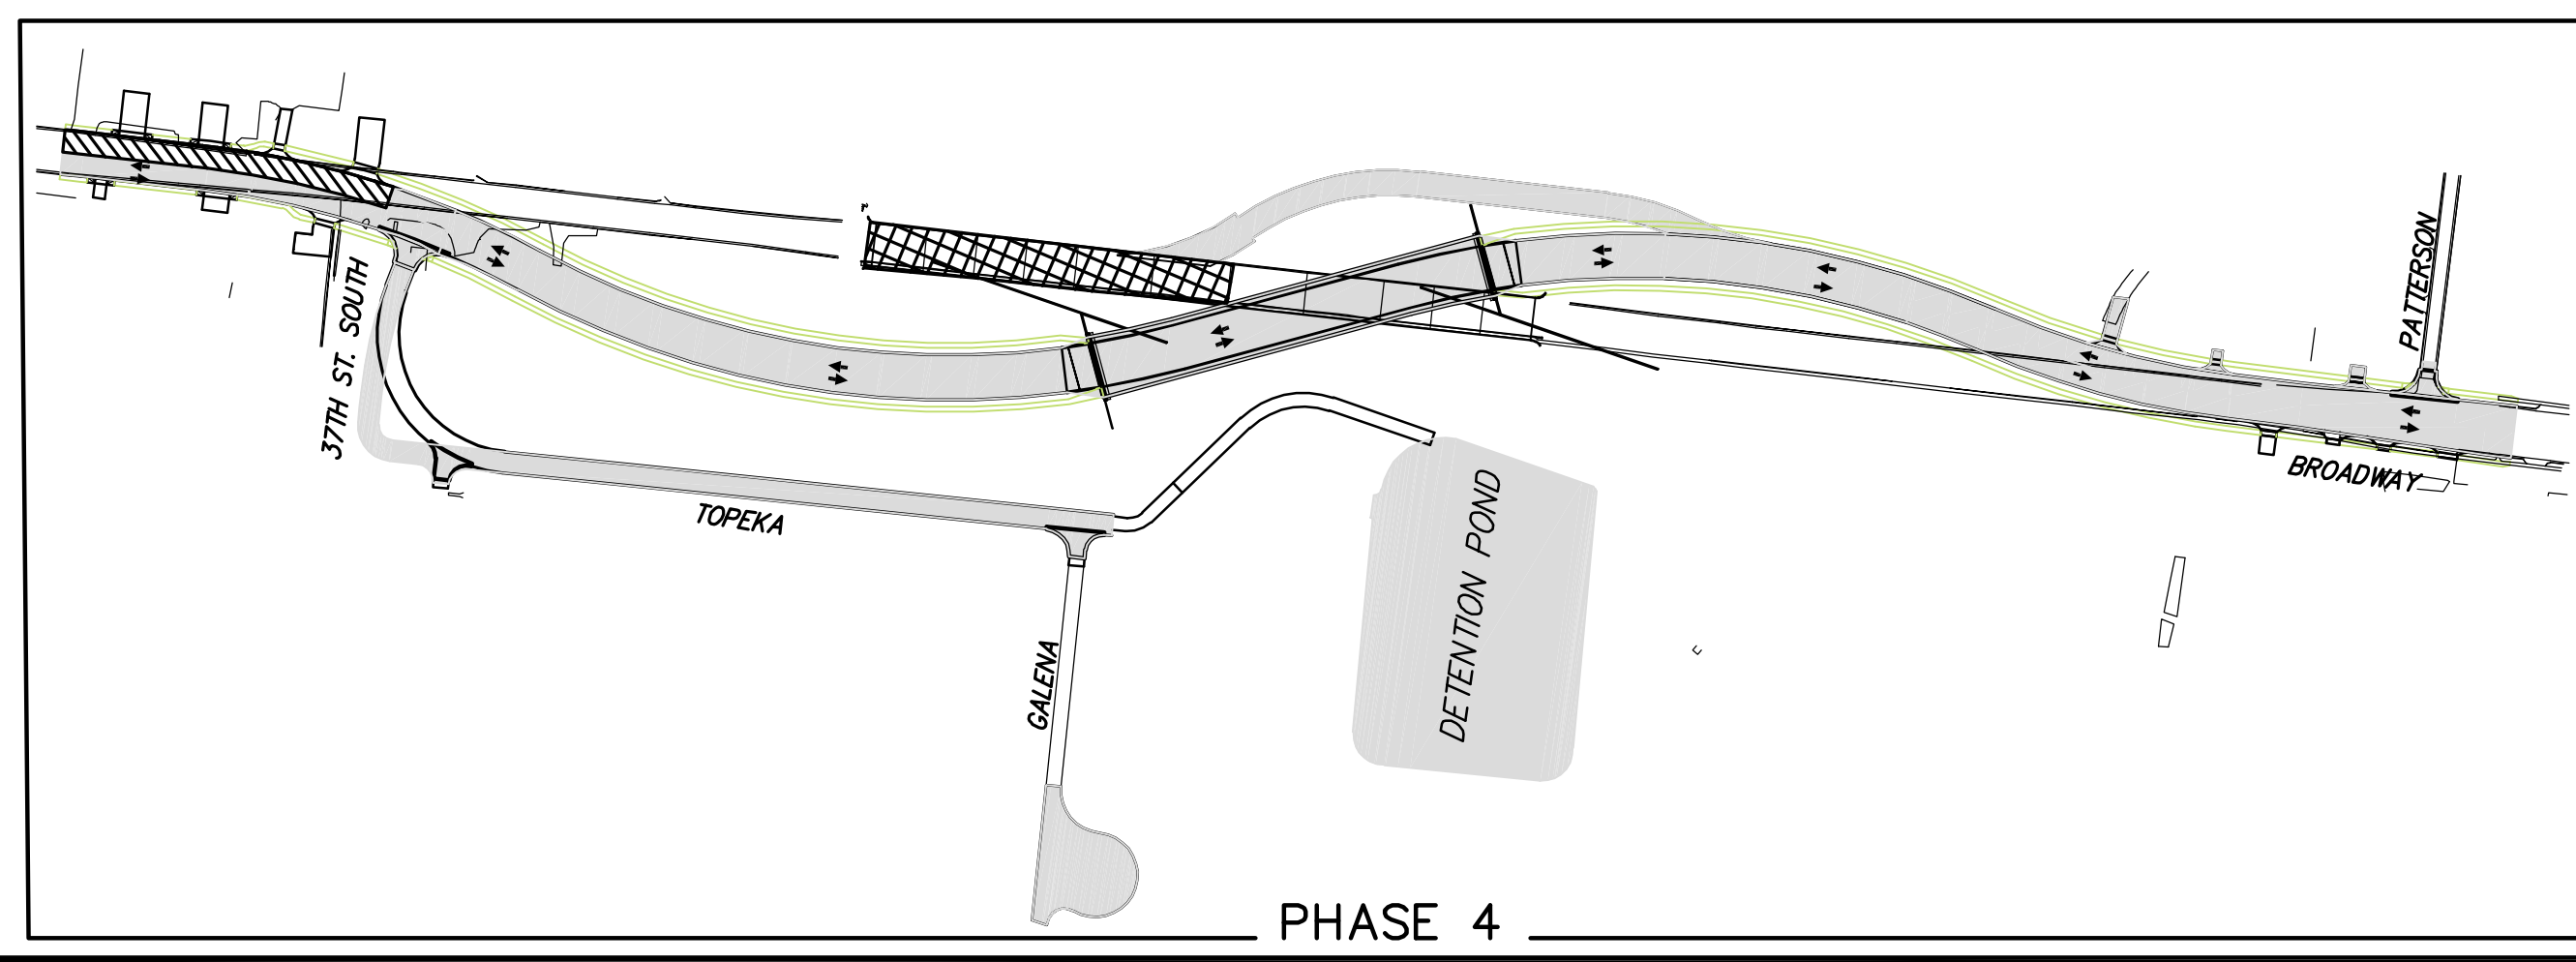 37TH ST. SOUTH
TOPEKA
GALENA
DETENTION POND
PATTERSON
BROADWAY
PHASE 4